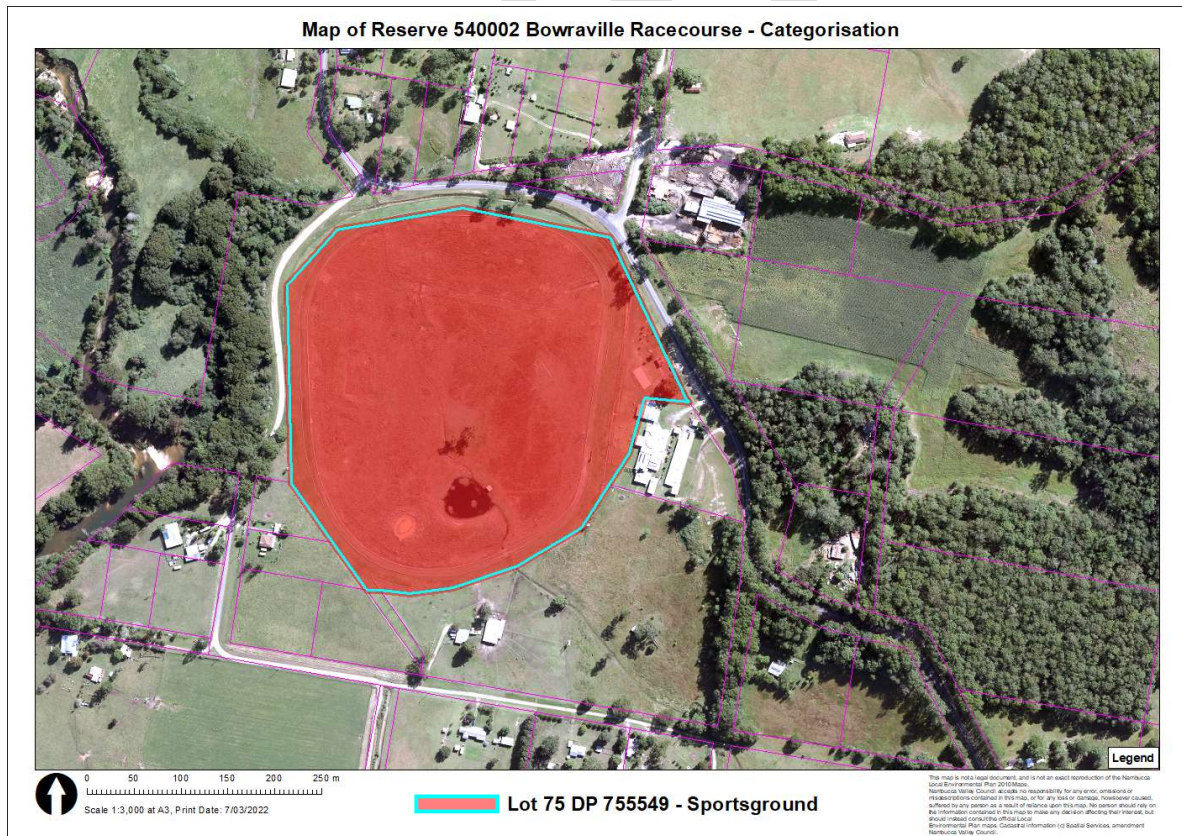 Map of Reserve 540002 Bowraville Racecourse - Categorisation
Legend
0 50 100 150 200 250 m
Scale 1:3,000 at A3, Print Date: 7/03/2022
Lot 75 DP 755549 - Sportsground
This map is not a legal document, and is not an exact reproduction of the Nambucca
Local Environmental Plan 2010 Maps.
Nambucca Valley Council accepts no responsibility for any error, omissions or
misdescriptions contained in this map, or for any loss or damage, howsoever caused,
suffered by any person as a result of reliance upon this map. No person should rely on
the information contained in this map to make any decision affecting their interest, but
should instead consult the official Local
Environmental Plan maps. Cadastral Information (c) Spatial Services, amendment
Nambucca Valley Council.